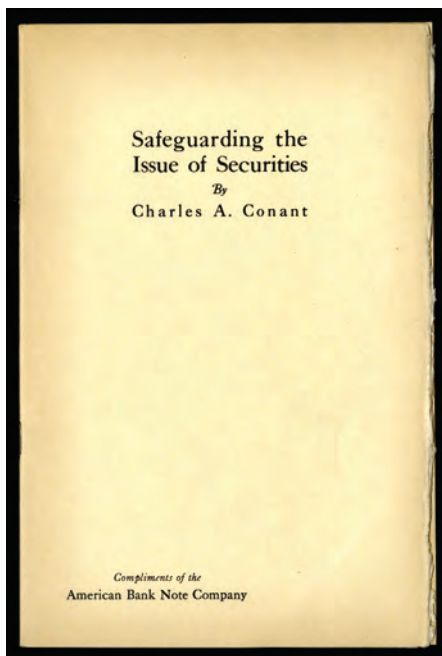 Safeguarding the
Issue of Securities
By
Charles A. Conant
Compliments of the
American Bank Note Company